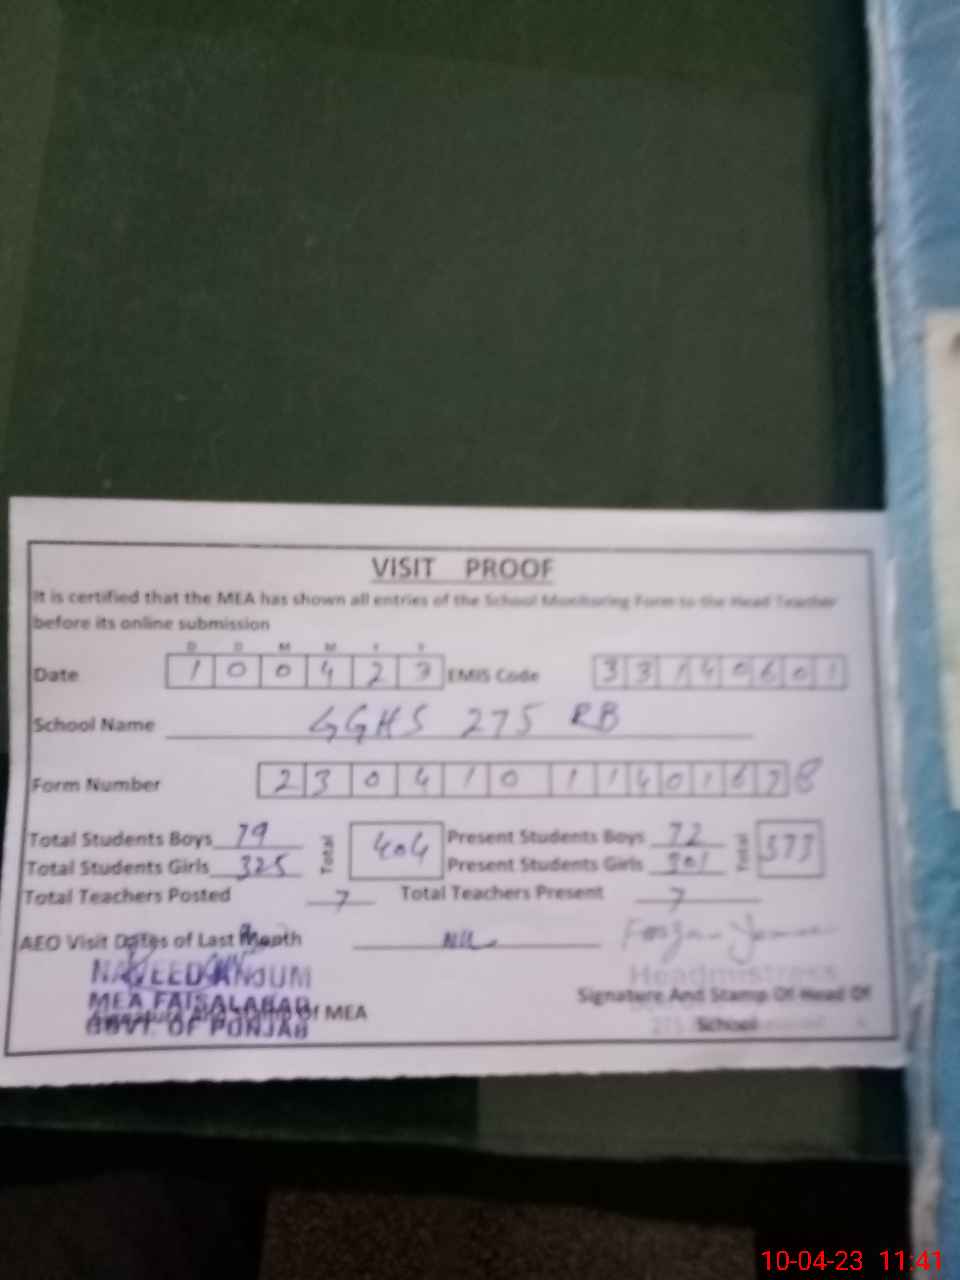 VISIT PROOF
It is certified that the MEA has shown all entries of the School Monitoring Form to the Head Teacher
before its online submission
D D M M Y Y
Date 1 0 0 4 2 3 EMIS Code 3 3 1 4 0 6 0 1
School Name GGHS 275 RB
Form Number 2 3 0 4 1 0 1 1 4 0 1 6 7 8
Total Students Boys 79 Total 404 Present Students Boys 72 Total 373
Total Students Girls 325 Present Students Girls 301
Total Teachers Posted 7 Total Teachers Present 7
AEO Visit Dates of Last Month NIL
NAVEED ANJUM
Headmistress
MEA FAISALABAD
Signature And Stamp Of MEA
GOVT. OF PUNJAB
Signature And Stamp Of Head Of
School
10-04-23 11:41